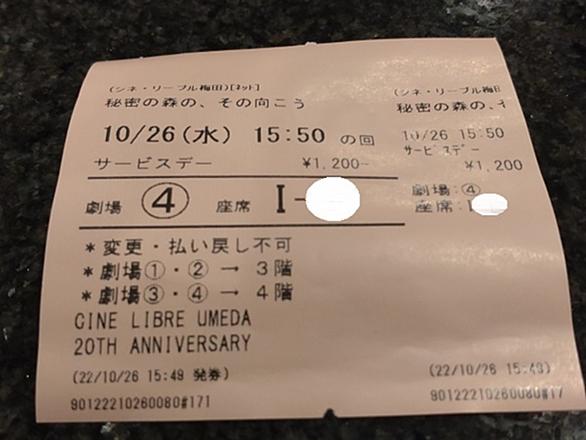 (シネ・リーブル梅田)[ネット]
秘密の森の、その向こう
10/26(水) 15:50 の回
サービスデー ¥1,200-
劇場 ④ 座席 I-
*変更・払い戻し不可
*劇場①・② → 3階
*劇場③・④ → 4階
CINE LIBRE UMEDA
20TH ANNIVERSARY
(22/10/26 15:49 発券)
90122210260080#171
(シネ・リーブル梅田
秘密の森の、そ
10/26 15:50
サービスデー
¥1,200
劇場:④
座席:I
(22/10/26 15:49)
90122210260080#17